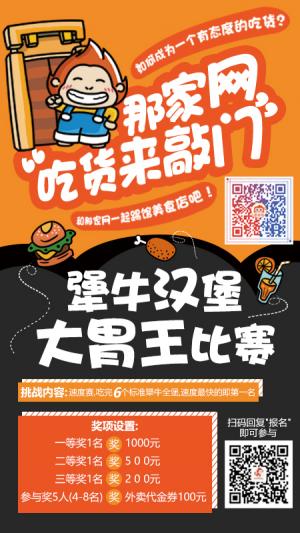 如何成为一个有态度的吃货?
那家网
“吃货来敲门”
和那家网一起踢馆美食店吧!
犟牛汉堡
大胃王比赛
挑战内容:速度赛,吃完6个标准犟牛全堡,速度最快的即第一名
奖项设置:
一等奖1名 奖 1000元
二等奖1名 奖 500元
三等奖1名 奖 200元
参与奖5人(4-8名) 奖 外卖代金券100元
扫码回复"报名"
即可参与